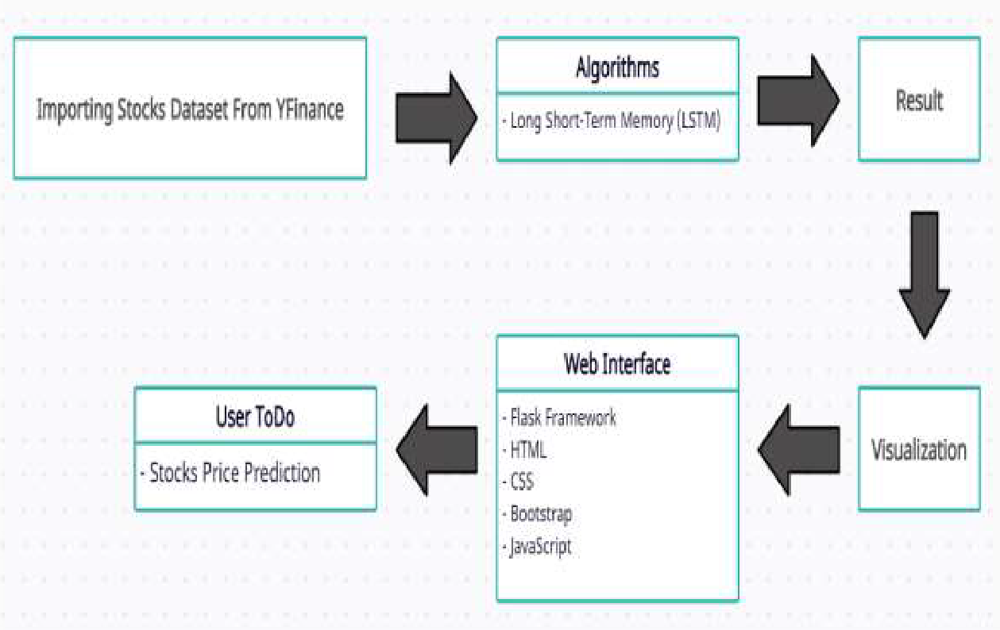 Importing Stocks Dataset From YFinance
Algorithms
- Long Short-Term Memory (LSTM)
Result
Visualization
Web Interface
- Flask Framework
- HTML
- CSS
- Bootstrap
- JavaScript
User ToDo
- Stocks Price Prediction